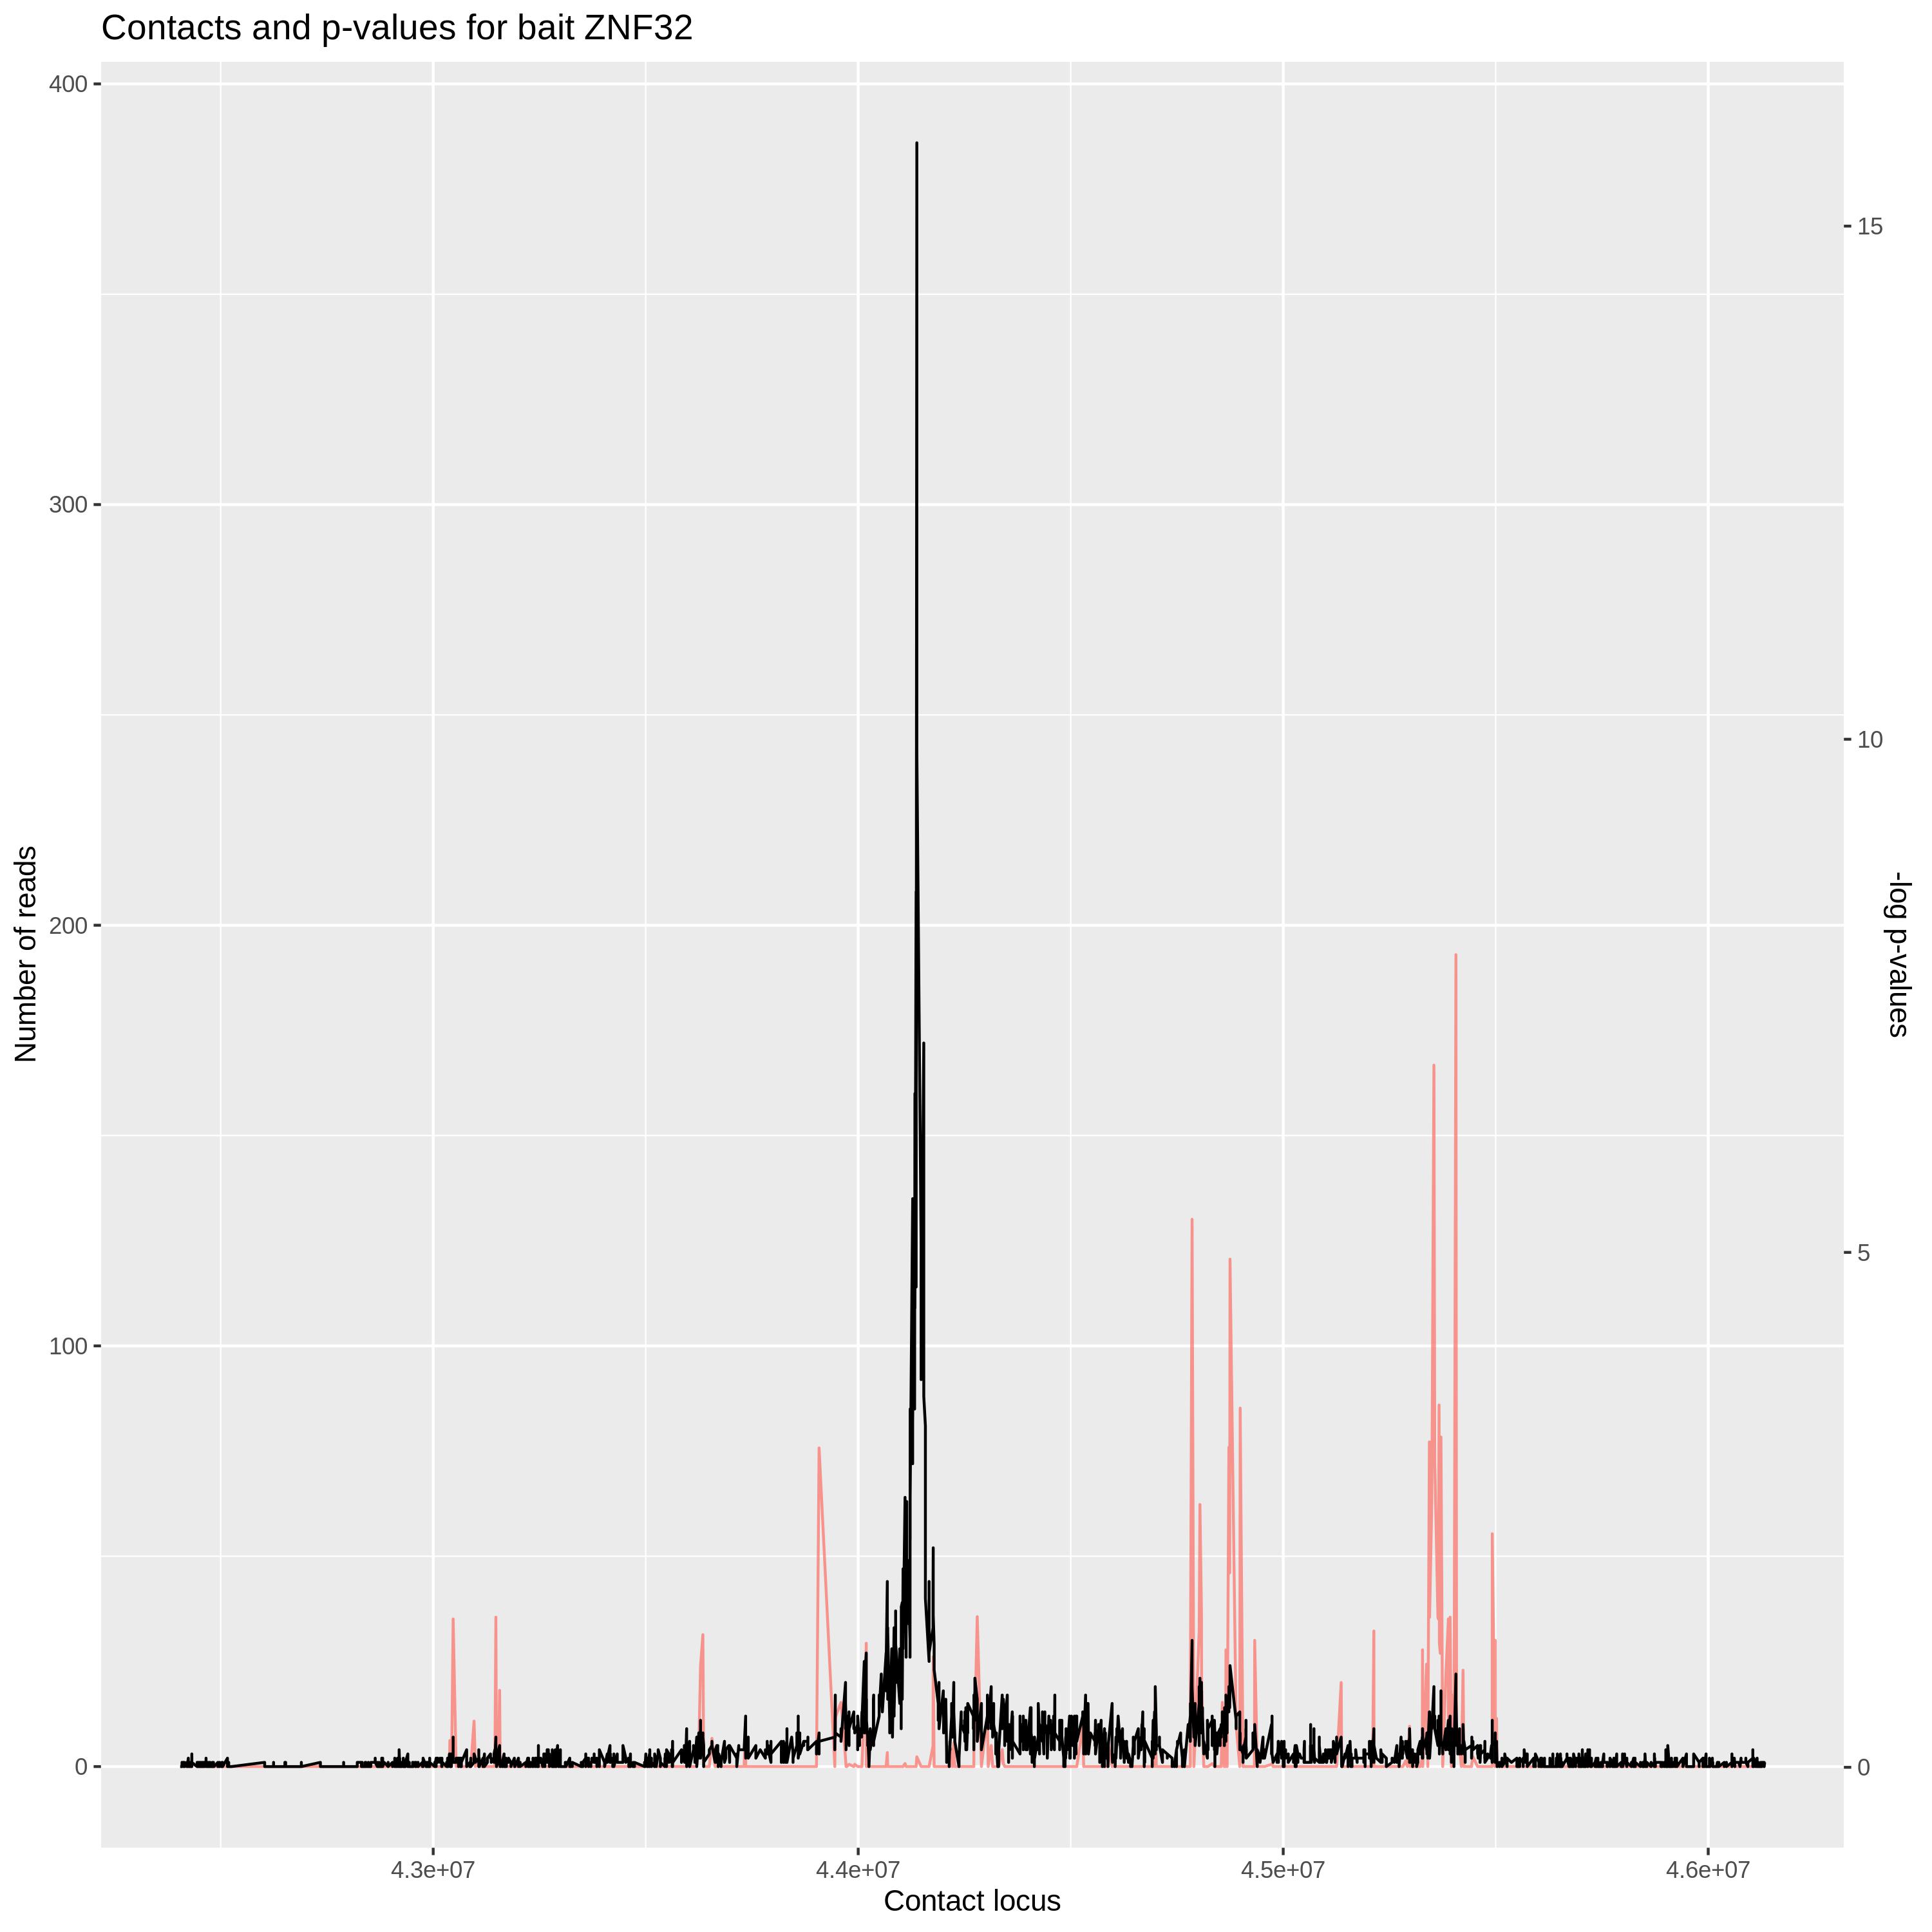 Contacts and p-values for bait ZNF32
400
300
200
100
0
15
10
5
0
Number of reads
-log p-values
4.3e+07
4.4e+07
4.5e+07
4.6e+07
Contact locus